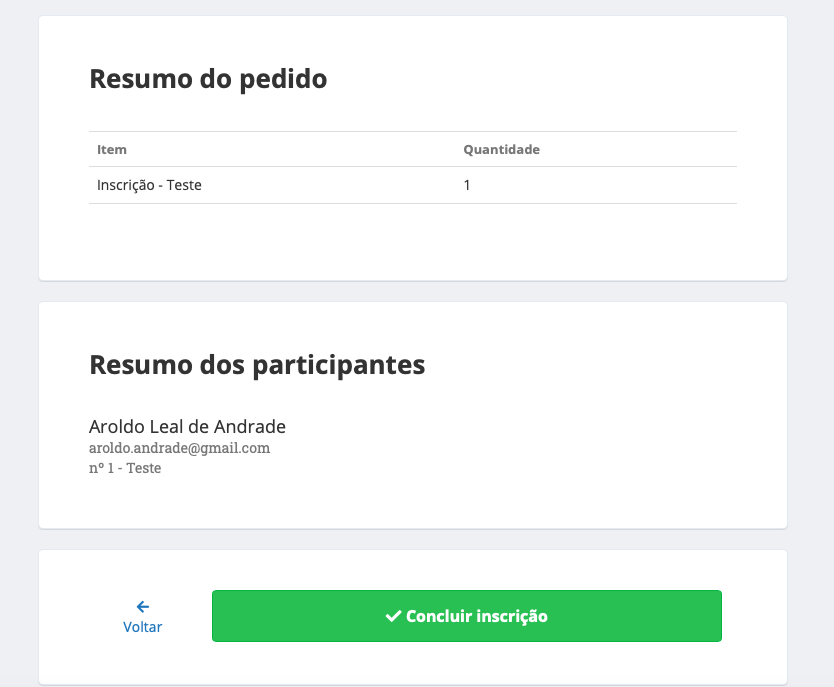 Resumo do pedido
Item Quantidade
Inscrição - Teste 1
Resumo dos participantes
Aroldo Leal de Andrade
aroldo.andrade@gmail.com
nº 1 - Teste
Voltar
Concluir inscrição